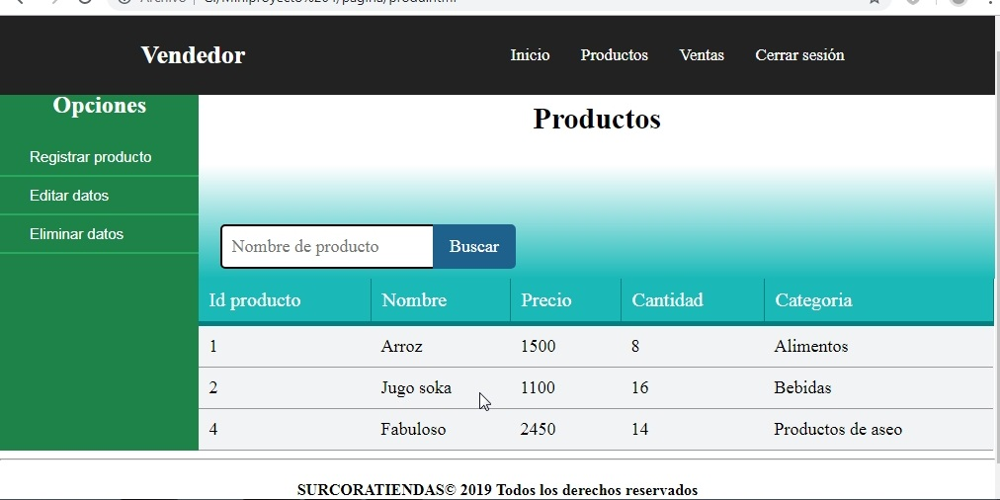 Vendedor Inicio Productos Ventas Cerrar sesión
Opciones
Productos
Registrar producto
Editar datos
Eliminar datos
Nombre de producto Buscar
Id producto Nombre Precio Cantidad Categoria
1 Arroz 1500 8 Alimentos
2 Jugo soka 1100 16 Bebidas
4 Fabuloso 2450 14 Productos de aseo
SURCORATIENDAS© 2019 Todos los derechos reservados